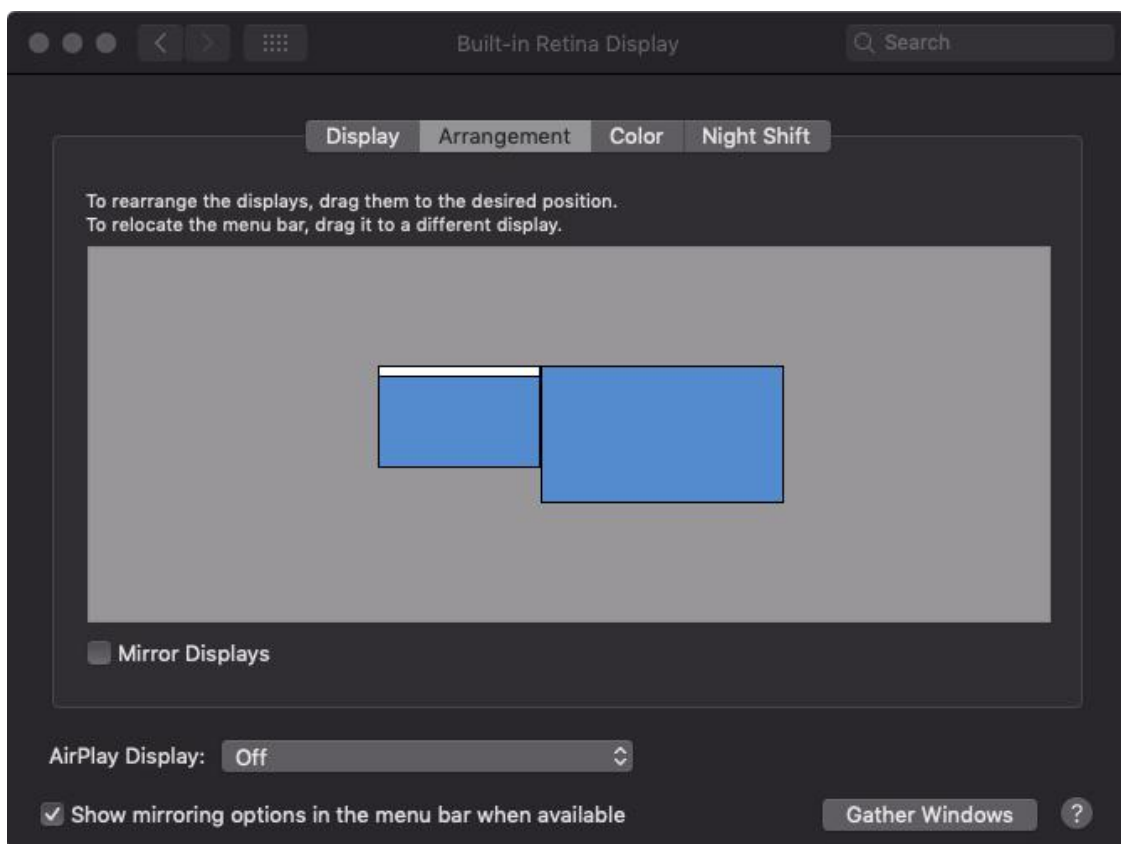 Built-in Retina Display
Search
Display Arrangement Color Night Shift
To rearrange the displays, drag them to the desired position.
To relocate the menu bar, drag it to a different display.
Mirror Displays
AirPlay Display: Off
Show mirroring options in the menu bar when available
Gather Windows
?